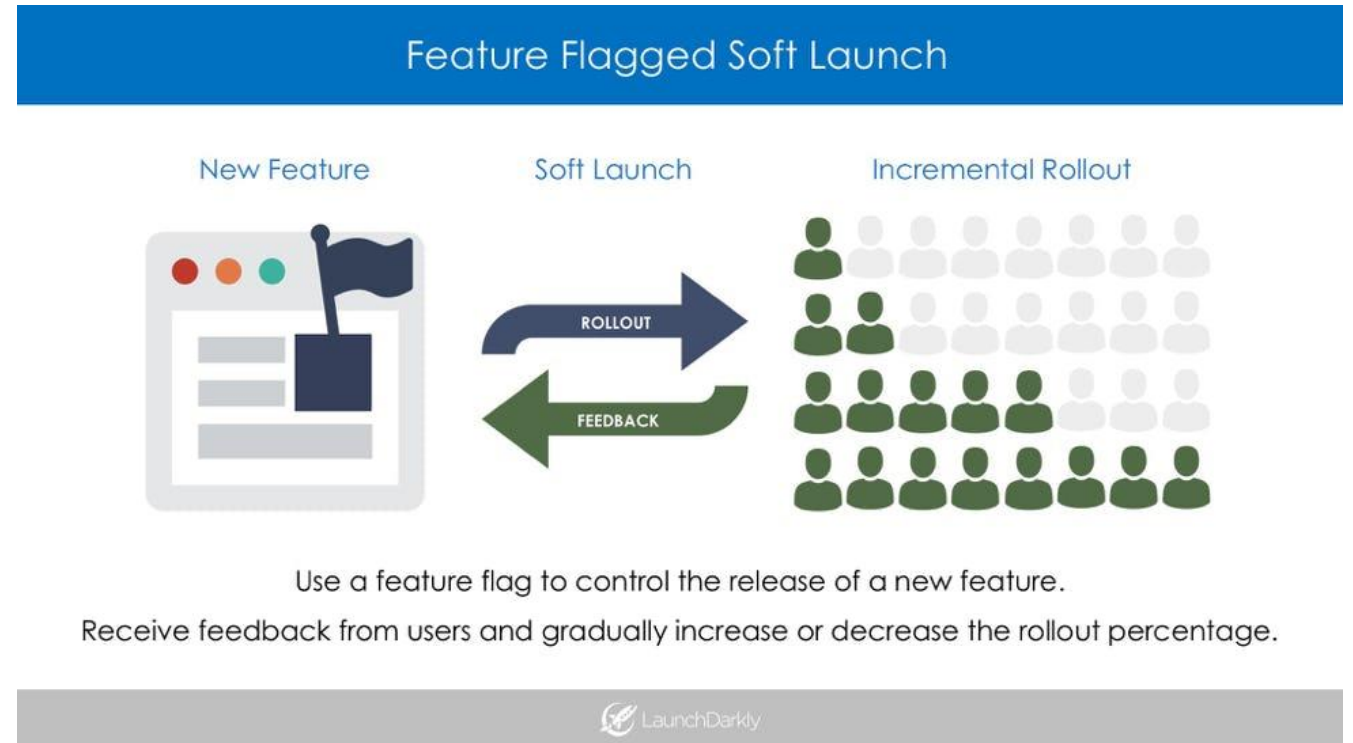 Feature Flagged Soft Launch
New Feature
Soft Launch
Incremental Rollout
ROLLOUT
FEEDBACK
Use a feature flag to control the release of a new feature.
Receive feedback from users and gradually increase or decrease the rollout percentage.
LaunchDarkly